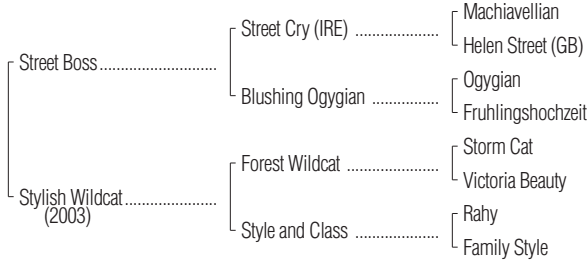 Machiavellian
Street Cry (IRE) ..................
Helen Street (GB)
Street Boss.........................
Ogygian
Blushing Ogygian ..............
Fruhlingshochzeit
Storm Cat
Forest Wildcat ....................
Victoria Beauty
Stylish Wildcat....................
(2003)
Rahy
Style and Class ..................
Family Style